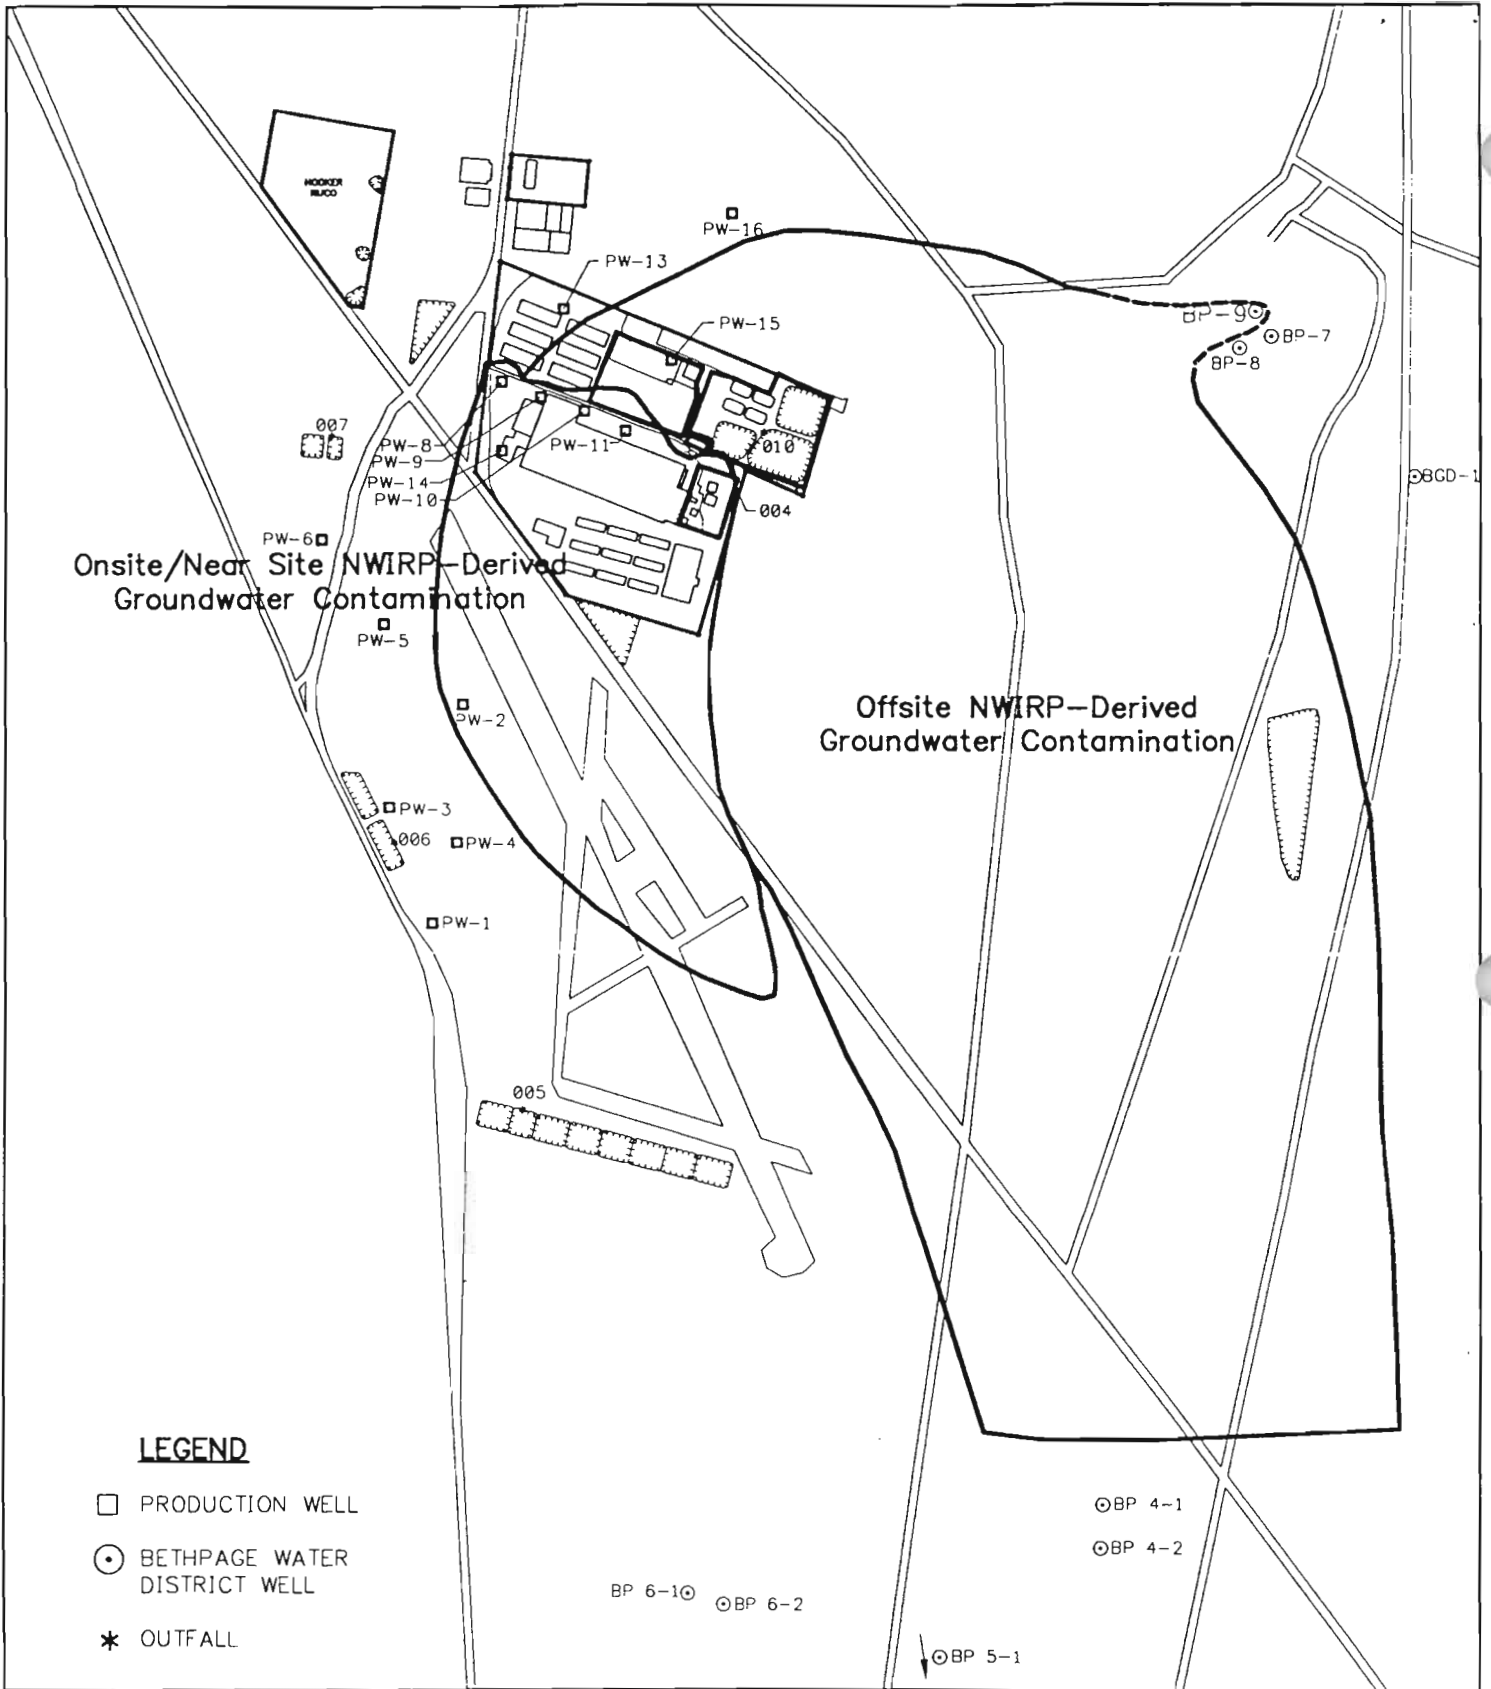 HOOKER
RUCO
PW-16
PW-13
PW-15
BP-9
BP-7
BP-8
007
PW-8
PW-9
PW-14
PW-10
PW-11
010
BGD-1
004
PW-6
Onsite/Near Site NWIRP-Derived
Groundwater Contamination
PW-5
PW-2
Offsite NWIRP-Derived
Groundwater Contamination
PW-3
006
PW-4
PW-1
005
LEGEND
PRODUCTION WELL
BETHPAGE WATER
DISTRICT WELL
OUTFALL
BP 4-1
BP 4-2
BP 6-1
BP 6-2
BP 5-1